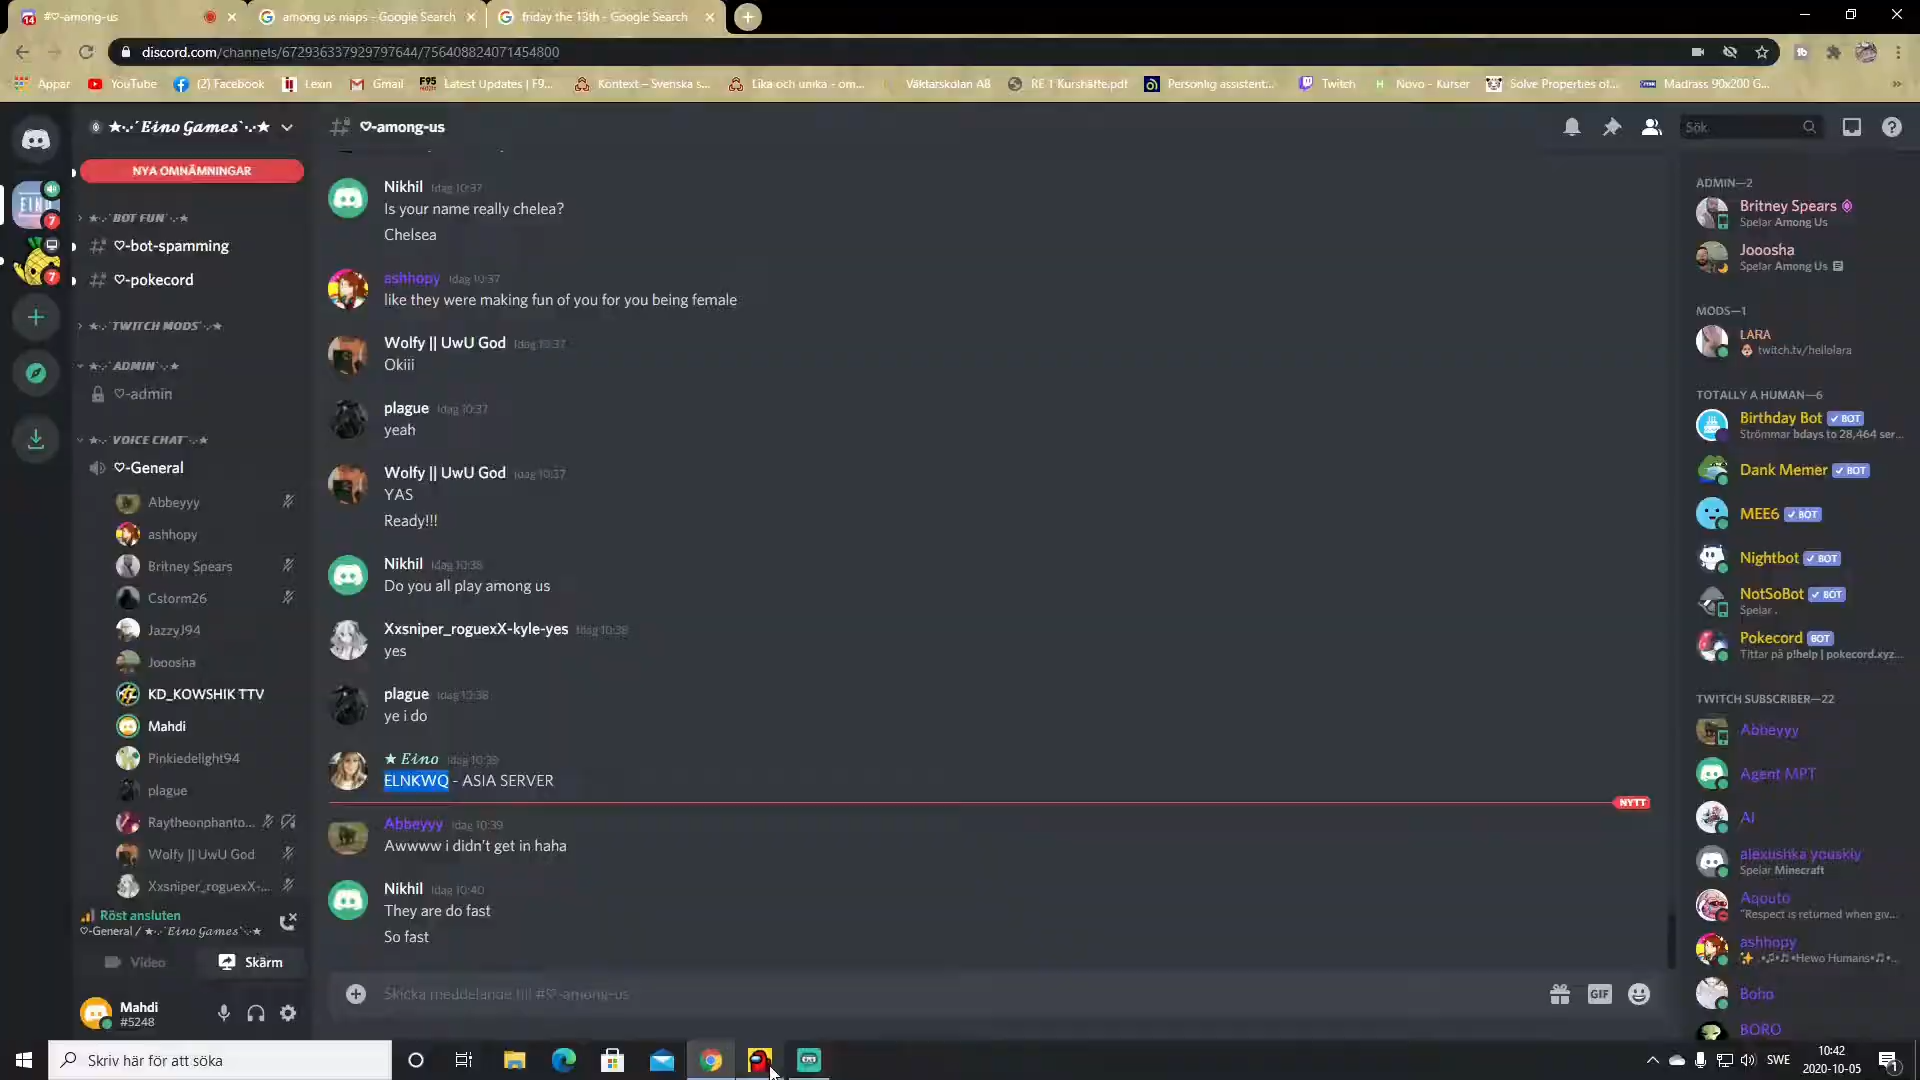 #♡-among-us
among us maps - Google Search
friday the 13th - Google Search
discord.com/channels/672936337929797644/756408824071454800
Appar
YouTube
(2) Facebook
Lexin
Gmail
Latest Updates | F9...
Kontext – Svenska s...
Lika och unika - om...
Väktarskolan AB
RE 1 Kurshäfte.pdf
Personlig assistent...
Twitch
Novo - Kurser
Solve Properties of...
Madrass 90x200 G...
Eino Games
♡-among-us
Sök
NYA OMNÄMNINGAR
BOT FUN
♡-bot-spamming
♡-pokecord
TWITCH MODS
ADMIN
♡-admin
VOICE CHAT
♡-General
Abbeyyy
ashhopy
Britney Spears
Cstorm26
JazzyJ94
Jooosha
KD_KOWSHIK TTV
Mahdi
Pinkiedelight94
plague
Raytheonphanto...
Wolfy || UwU God
Xxsniper_roguexX-...
Röst ansluten
♡-General / Eino Games
Video
Skärm
Mahdi
#5248
Nikhil Idag 10:37
Is your name really chelea?
Chelsea
ashhopy Idag 10:37
like they were making fun of you for you being female
Wolfy || UwU God Idag 10:37
Okiii
plague Idag 10:37
yeah
Wolfy || UwU God Idag 10:37
YAS
Ready!!!
Nikhil Idag 10:38
Do you all play among us
Xxsniper_roguexX-kyle-yes Idag 10:38
yes
plague Idag 10:38
ye i do
★ Eino Idag 10:39
ELNKWQ - ASIA SERVER
NYTT
Abbeyyy Idag 10:39
Awwww i didn't get in haha
Nikhil Idag 10:40
They are do fast
So fast
Skicka meddelande till #♡-among-us
GIF
ADMIN—2
Britney Spears
Spelar Among Us
Jooosha
Spelar Among Us
MODS—1
LARA
twitch.tv/hellolara
TOTALLY A HUMAN—6
Birthday Bot ✓ BOT
Strömmar bdays to 28,464 ser...
Dank Memer ✓ BOT
MEE6 ✓ BOT
Nightbot ✓ BOT
NotSoBot ✓ BOT
Spelar .
Pokecord BOT
Tittar på p!help | pokecord.xyz...
TWITCH SUBSCRIBER—22
Abbeyyy
Agent MPT
AJ
alexushka youskiy
Spelar Minecraft
Aqouto
"Respect is returned when giv...
ashhopy
Hewo Humans
Boho
BORO
Skriv här för att söka
SWE
10:42
2020-10-05